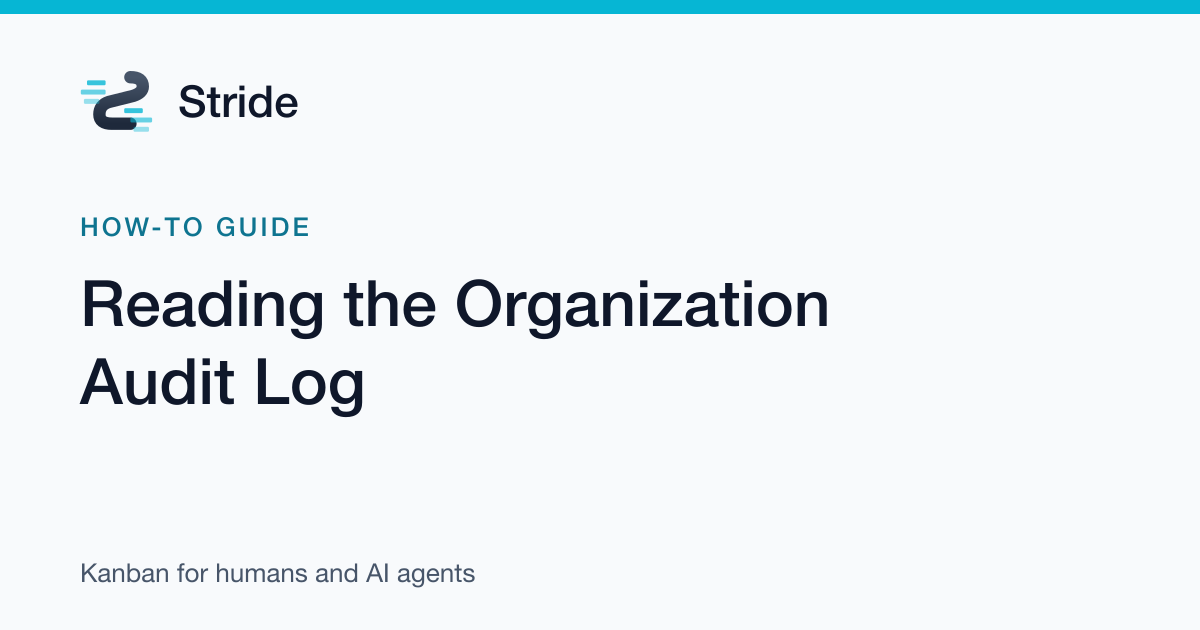 Stride
HOW-TO GUIDE
Reading the Organization
Audit Log
Kanban for humans and AI agents